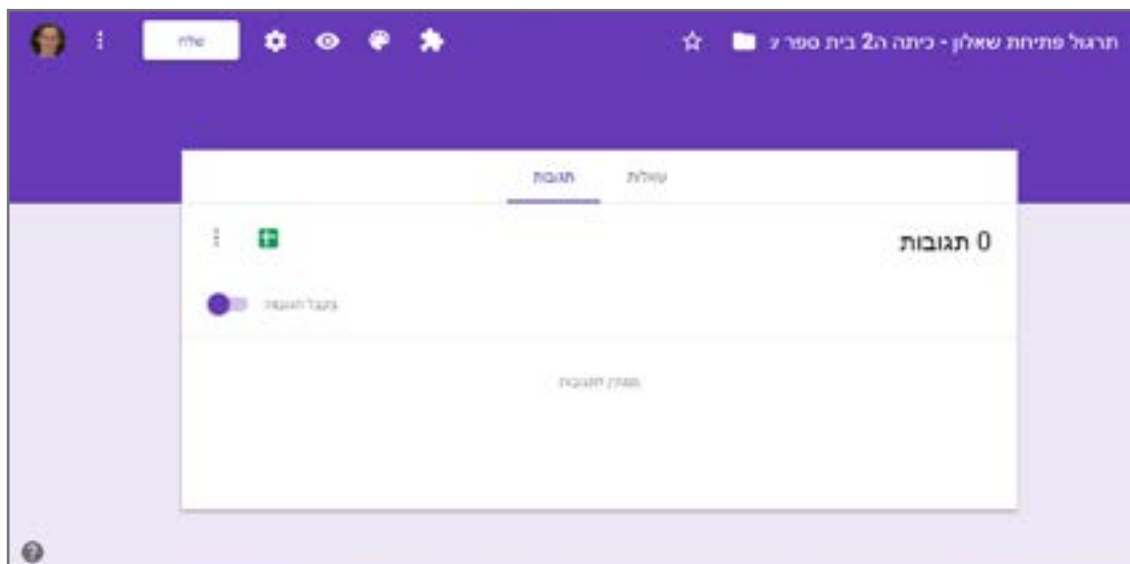 תרגול פתיחת שאלון - כיתה ה2 בית ספר ע
שלח
שאלות תגובות
0 תגובות
מקבל תגובות
ממתין לתגובות